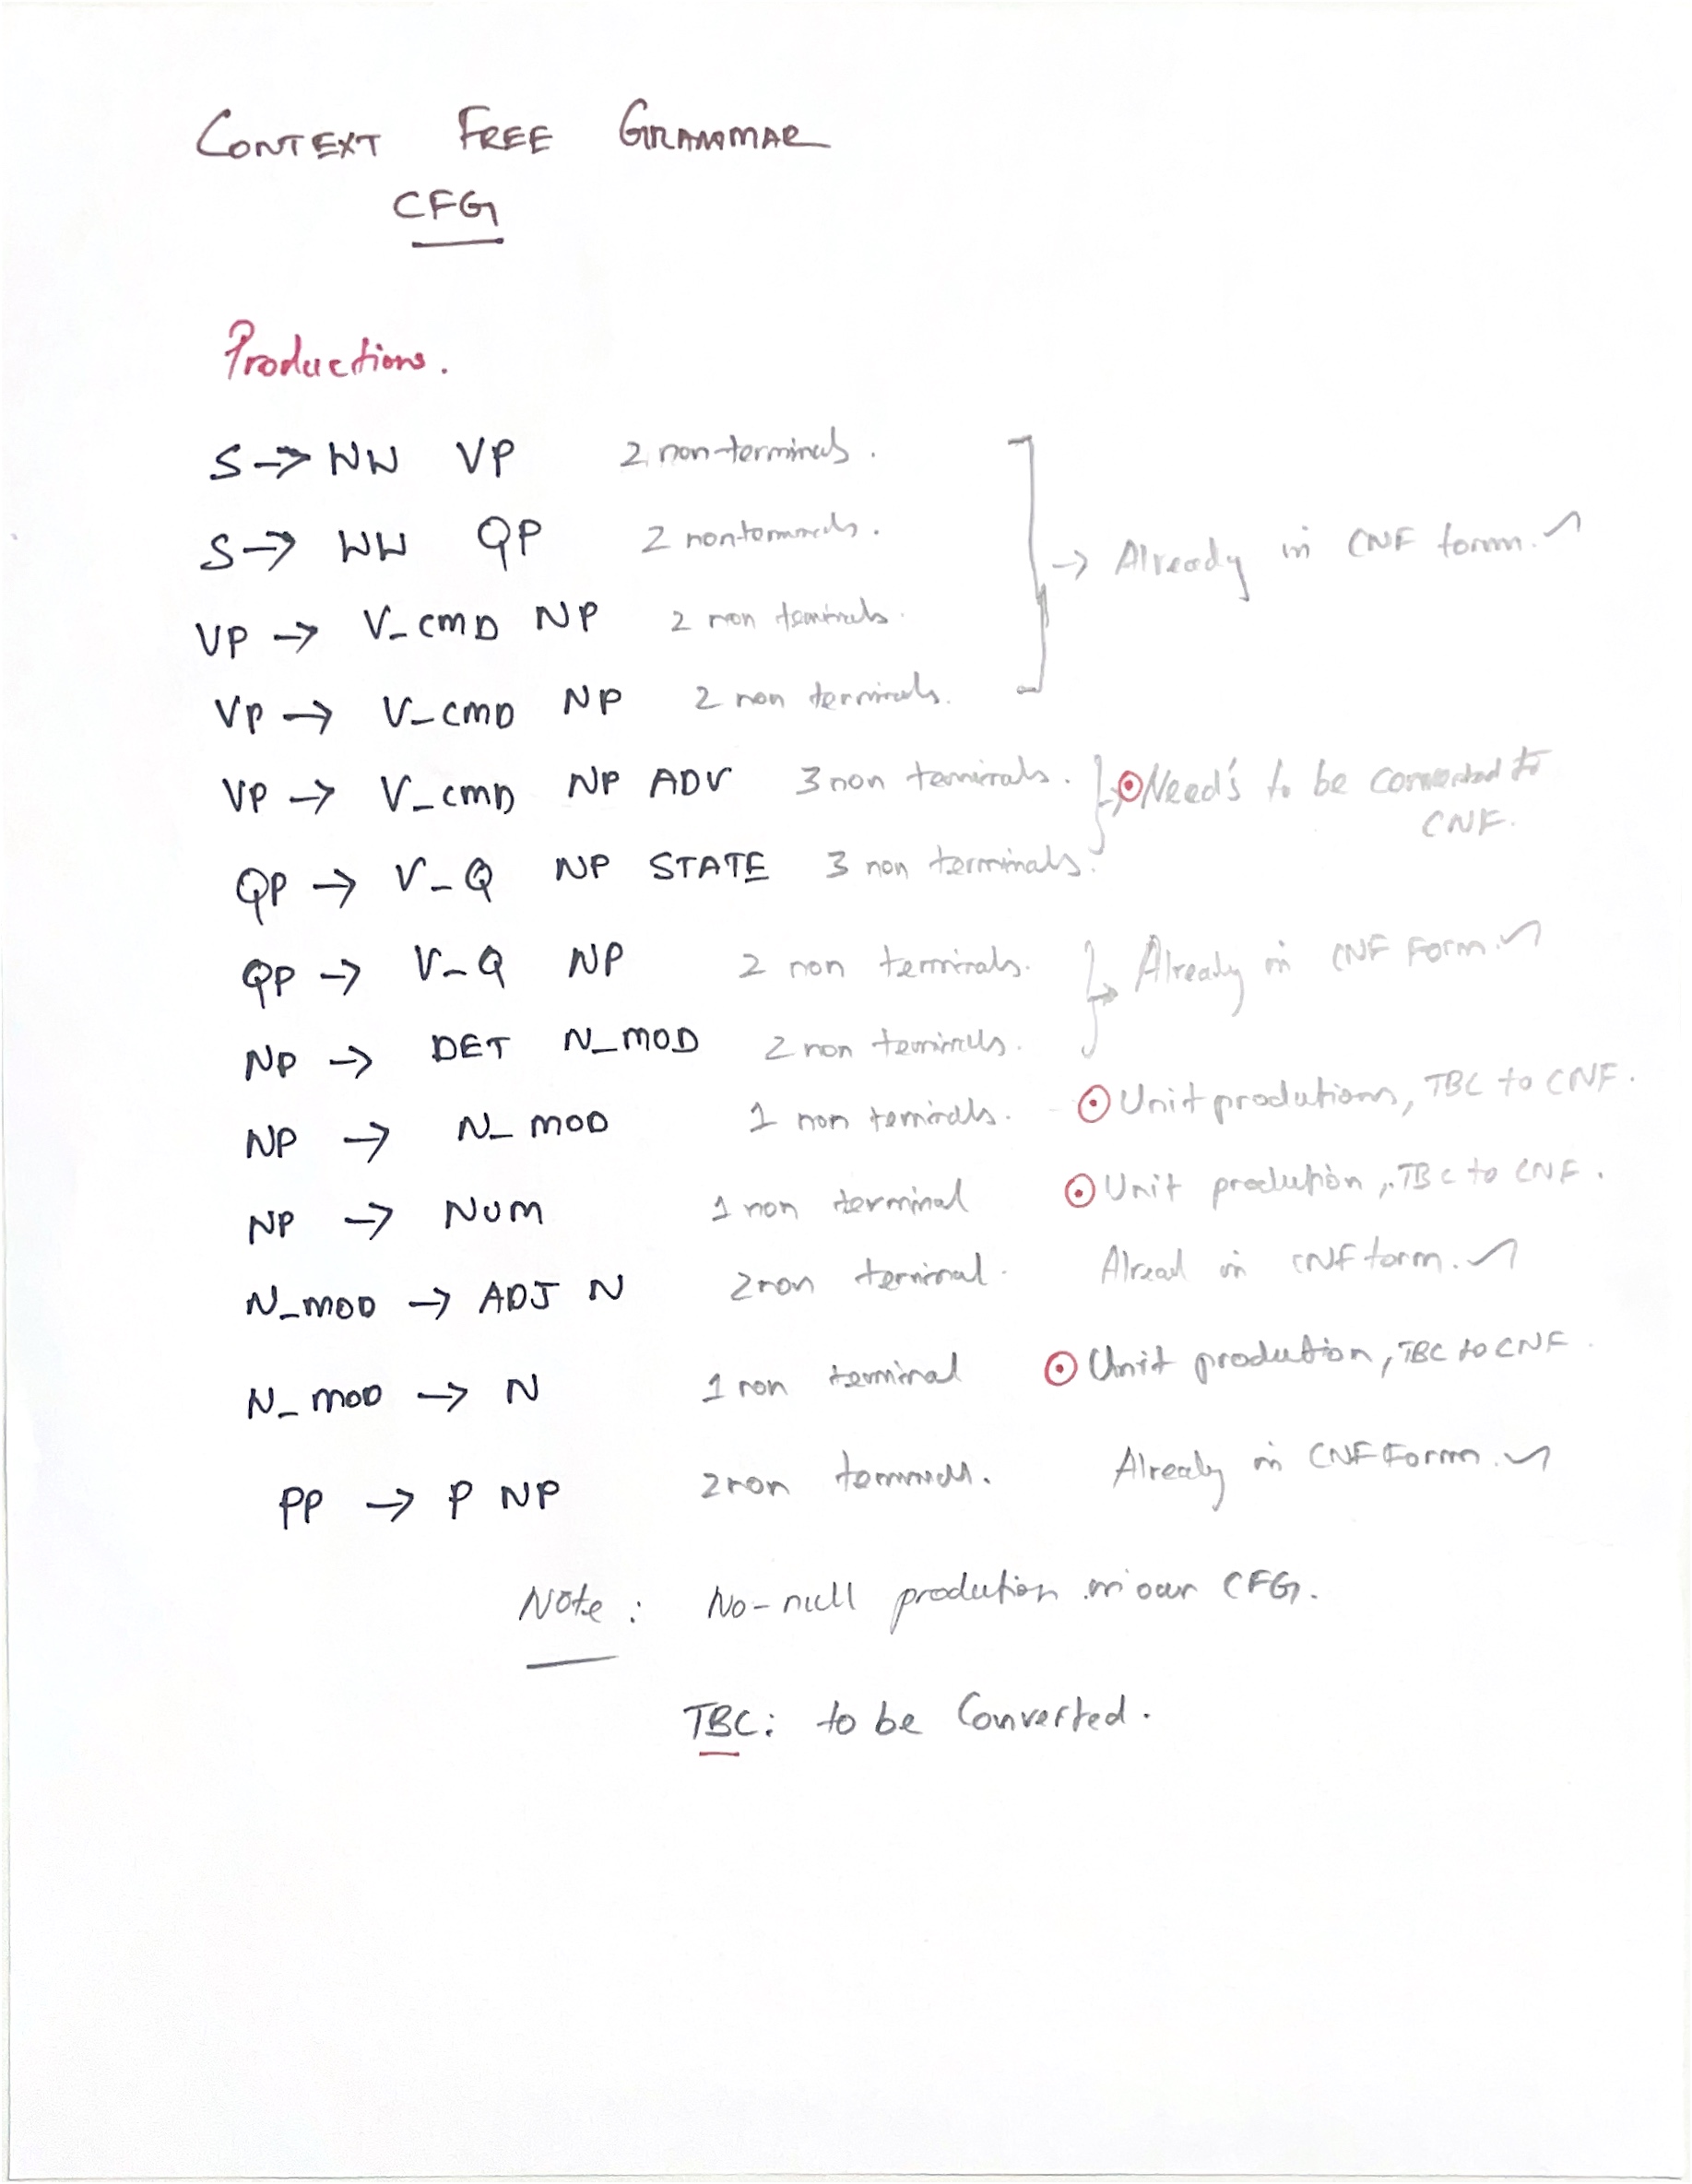 CONTEXT FREE GRAMMAR
CFG
Productions.
S → WW VP 2 non-terminals.
S → WW QP 2 nonterminals. → Already in CNF form.
VP → V_CMD NP 2 non terminals.
VP → V_CMD NP 2 non terminals.
VP → V_CMD NP ADV 3 non terminals. → Need's to be converted to
CNF.
QP → V_Q NP STATE 3 non terminals.
QP → V_Q NP 2 non terminals. → Already in CNF Form.
NP → DET N_MOD 2 non terminals.
NP → N_MOD 1 non terminals. Unit produtions, TBC to CNF.
NP → NUM 1 non terminal Unit prodution, TBC to CNF.
N_MOD → ADJ N 2 non terminal. Alread in CNF form.
N_MOD → N 1 non terminal Unit prodution, TBC to CNF.
PP → P NP 2 non terminals. Already in CNF Form.
Note: No-null prodution in our CFG.
TBC: to be Converted.